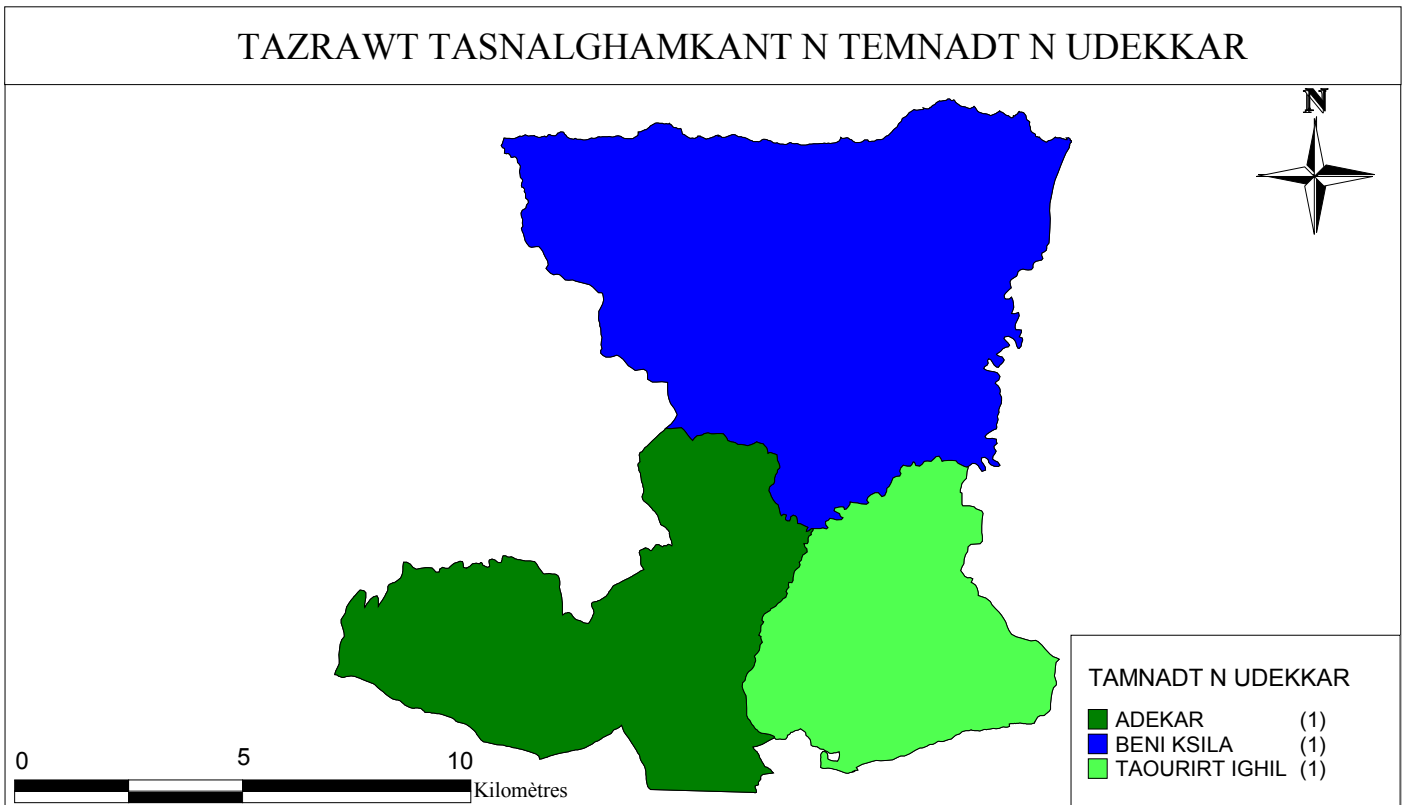 TAZRAWT TASNALGHAMKANT N TEMNADT N UDEKKAR
N
TAMNADT N UDEKKAR
ADEKAR (1)
BENI KSILA (1)
TAOURIRT IGHIL (1)
0 5 10
Kilomètres